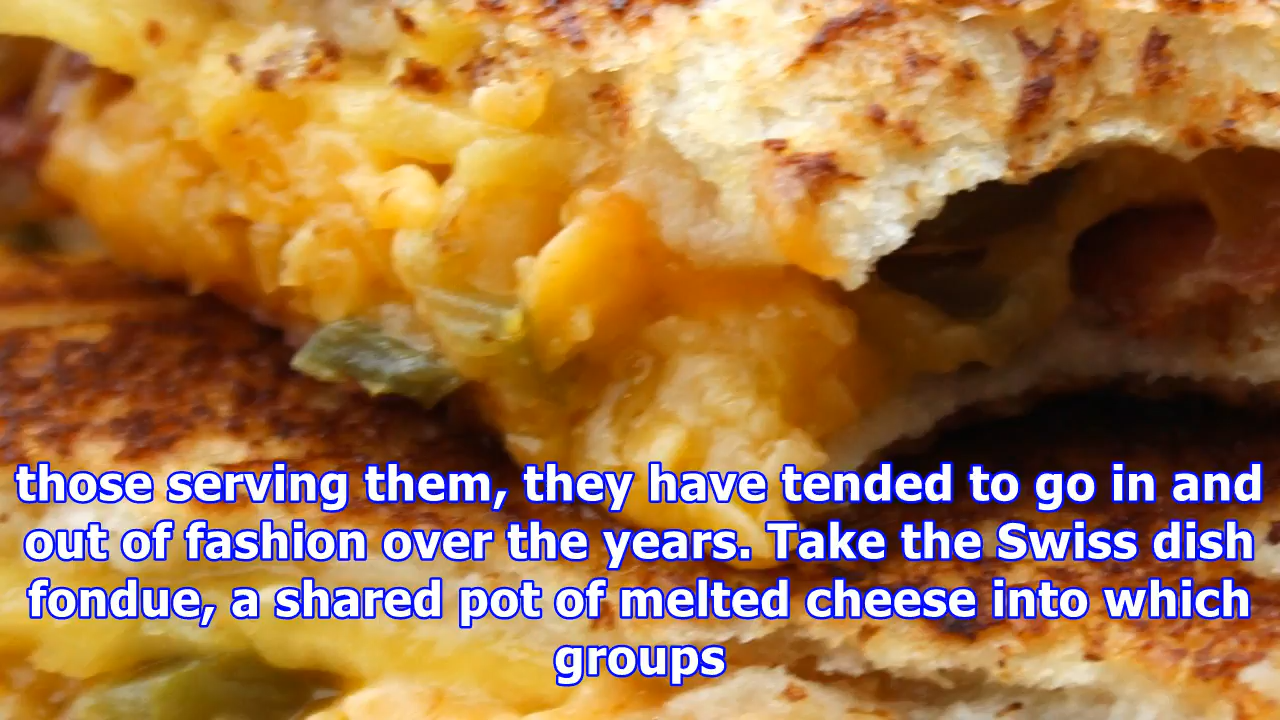 those serving them, they have tended to go in and
out of fashion over the years. Take the Swiss dish
fondue, a shared pot of melted cheese into which
groups